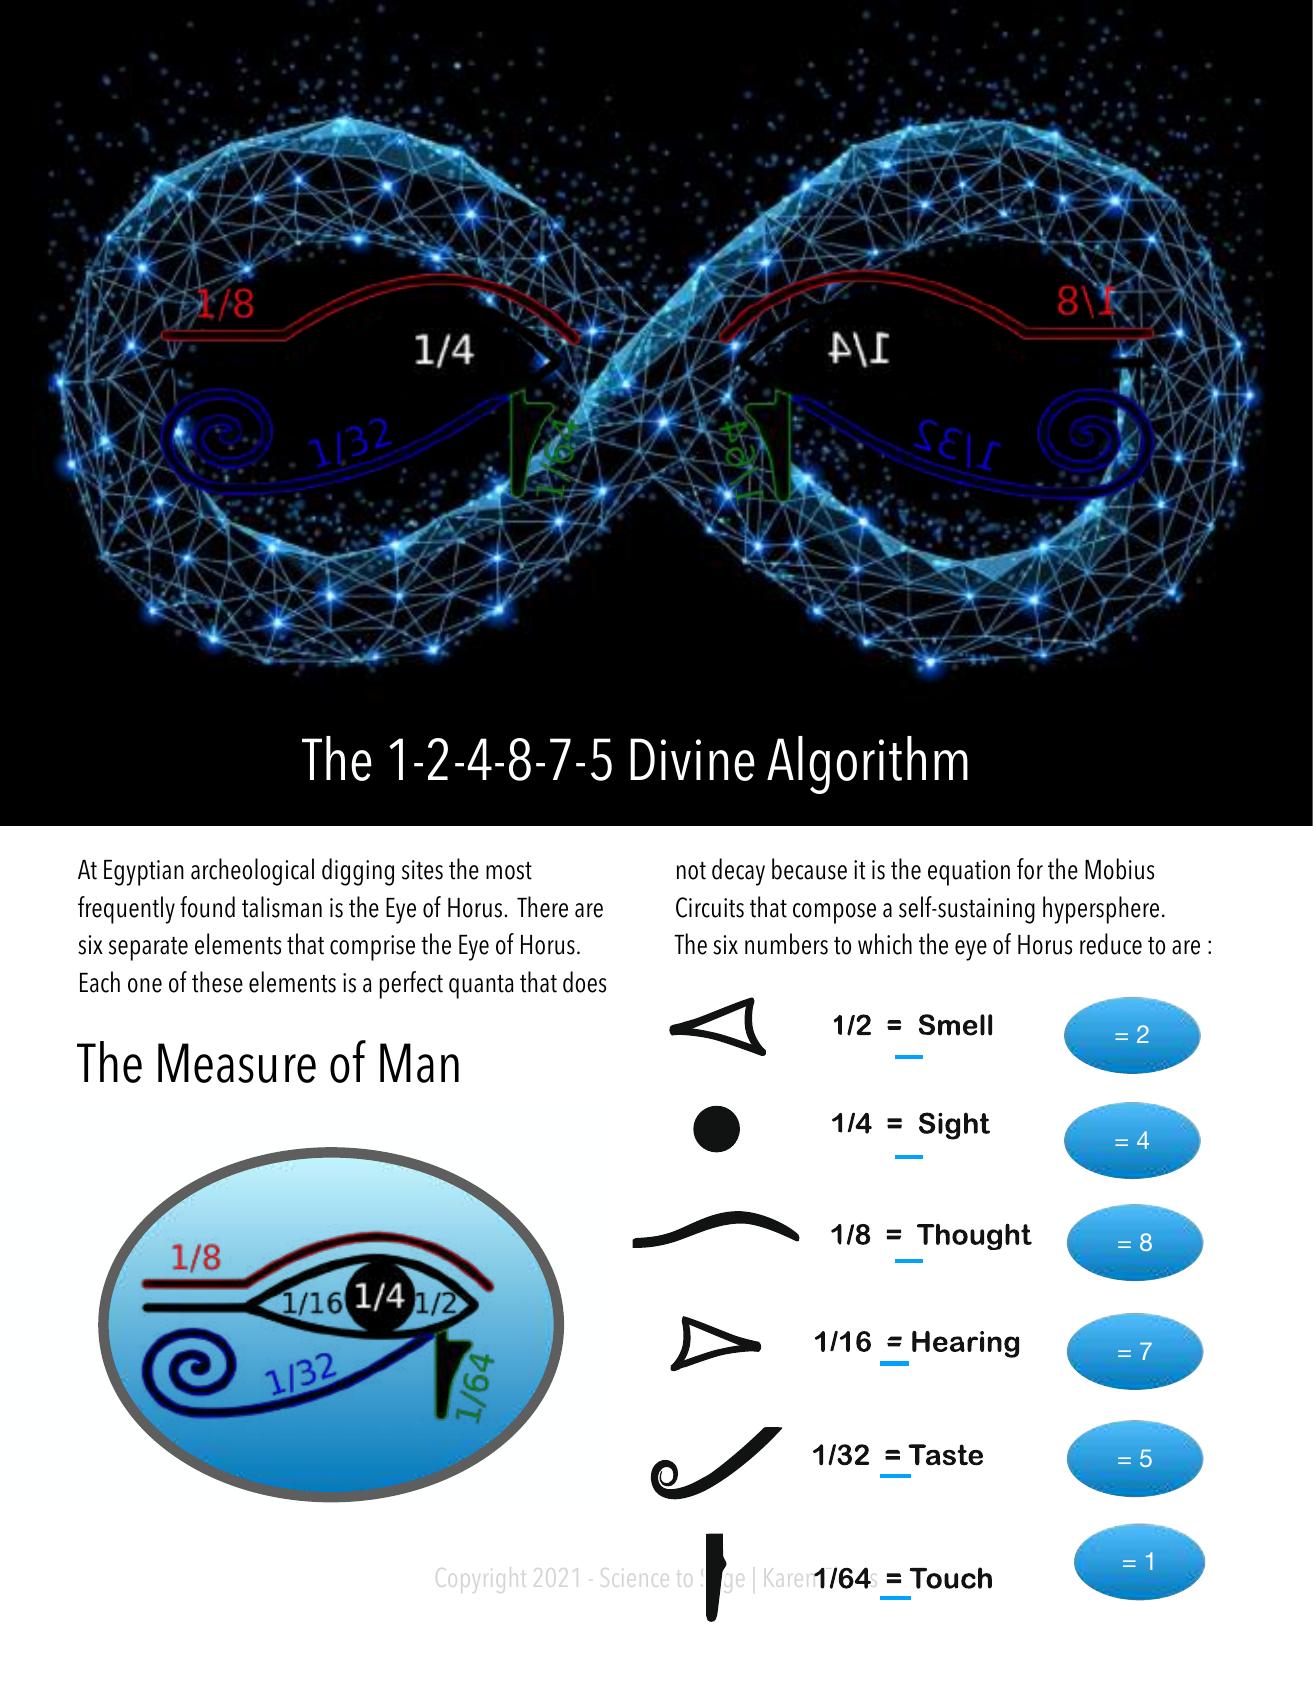 1/8
1/4
1/32
1/64
1/8
1/4
1/32
1/64
The 1-2-4-8-7-5 Divine Algorithm
At Egyptian archeological digging sites the most
frequently found talisman is the Eye of Horus. There are
six separate elements that comprise the Eye of Horus.
Each one of these elements is a perfect quanta that does
not decay because it is the equation for the Mobius
Circuits that compose a self-sustaining hypersphere.
The six numbers to which the eye of Horus reduce to are :
The Measure of Man
1/8
1/16 1/4 1/2
1/32
1/64
1/2 = Smell = 2
1/4 = Sight = 4
1/8 = Thought = 8
1/16 = Hearing = 7
1/32 = Taste = 5
1/64 = Touch = 1
Copyright 2021 - Science to | Karen